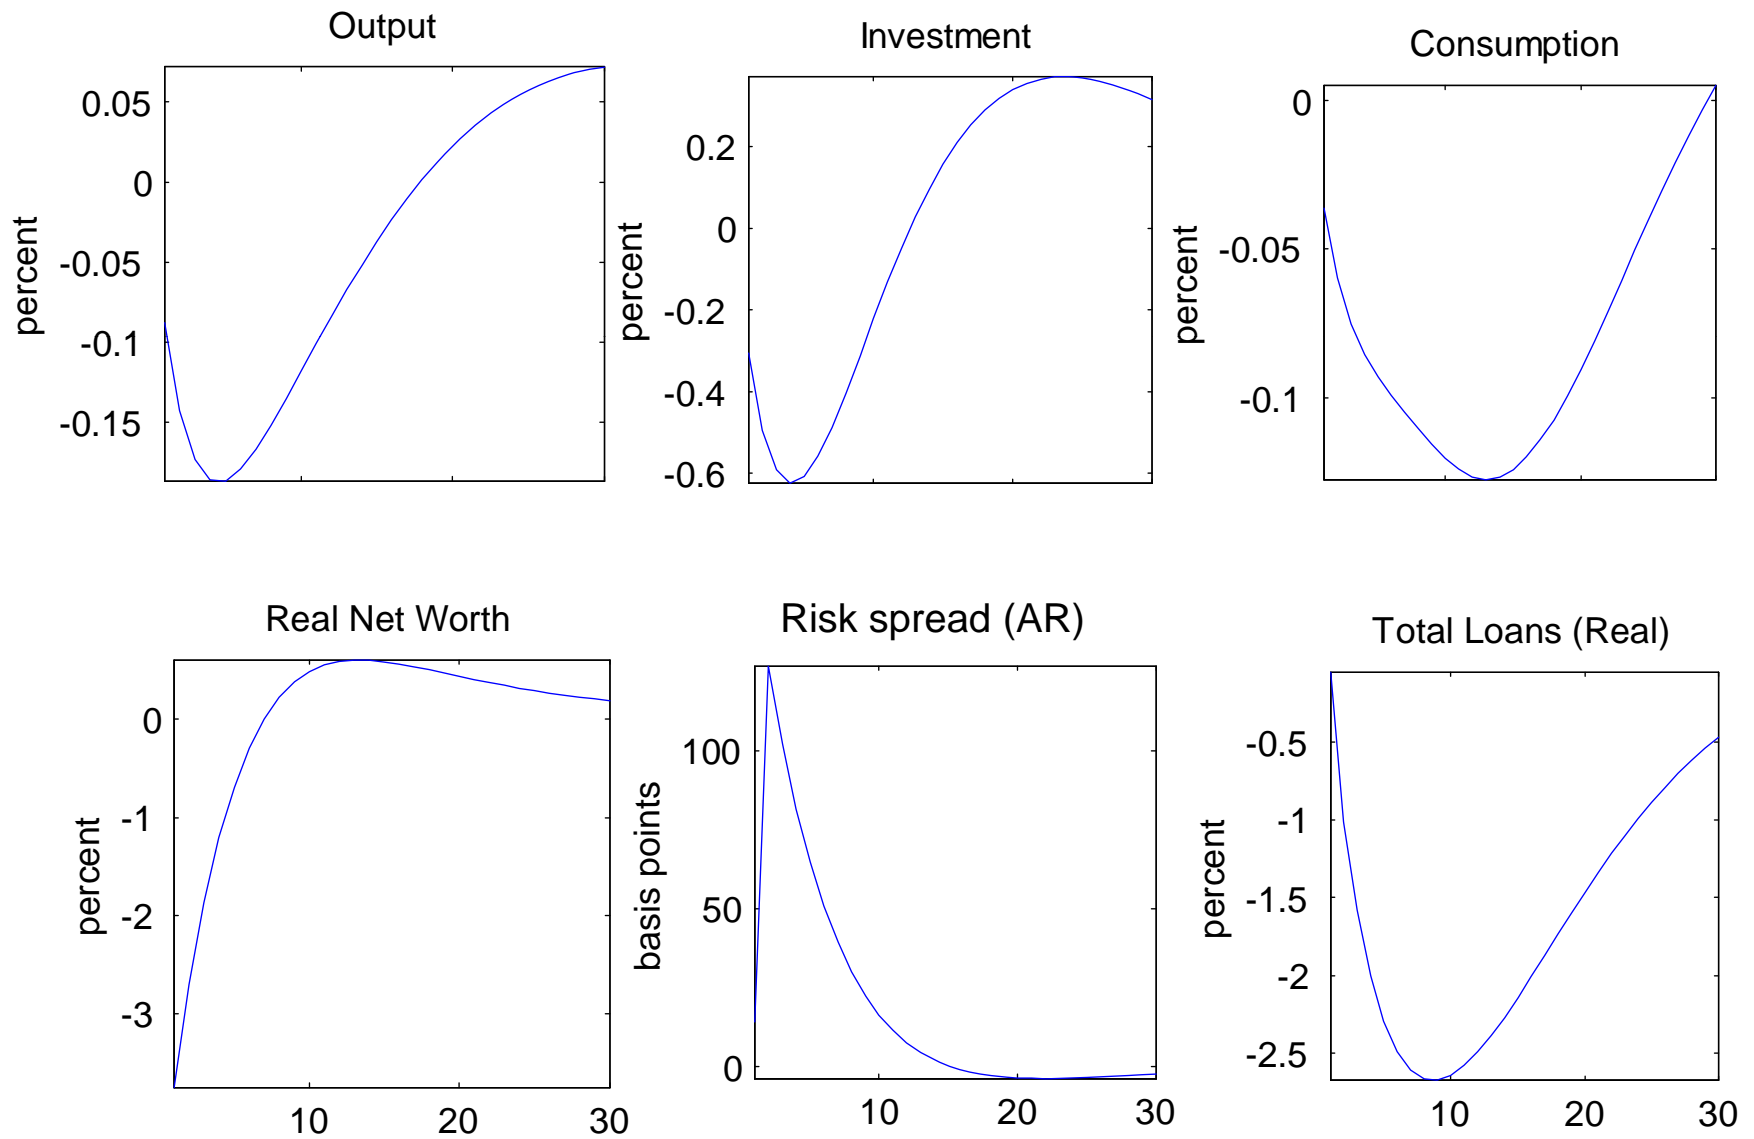 Output
percent
0.05
0
-0.05
-0.1
-0.15
Investment
percent
0.2
0
-0.2
-0.4
-0.6
Consumption
percent
0
-0.05
-0.1
Real Net Worth
percent
0
-1
-2
-3
10 20 30
Risk spread (AR)
basis points
100
50
0
10 20 30
Total Loans (Real)
percent
-0.5
-1
-1.5
-2
-2.5
10 20 30